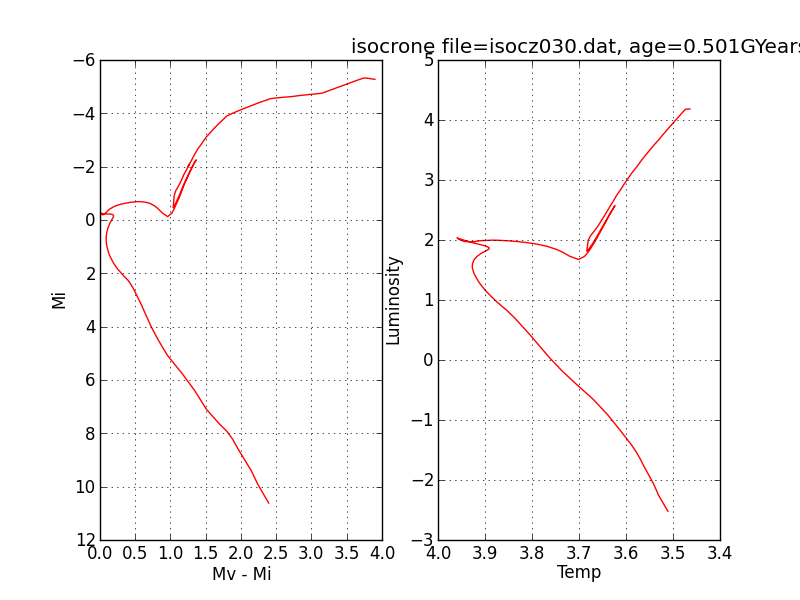 isocrone file=isocz030.dat, age=0.501GYears
−6
−4
−2
0
2
4
6
8
10
12
Mi
0.0 0.5 1.0 1.5 2.0 2.5 3.0 3.5 4.0
Mv - Mi
5
4
3
2
1
0
−1
−2
−3
Luminosity
4.0 3.9 3.8 3.7 3.6 3.5 3.4
Temp